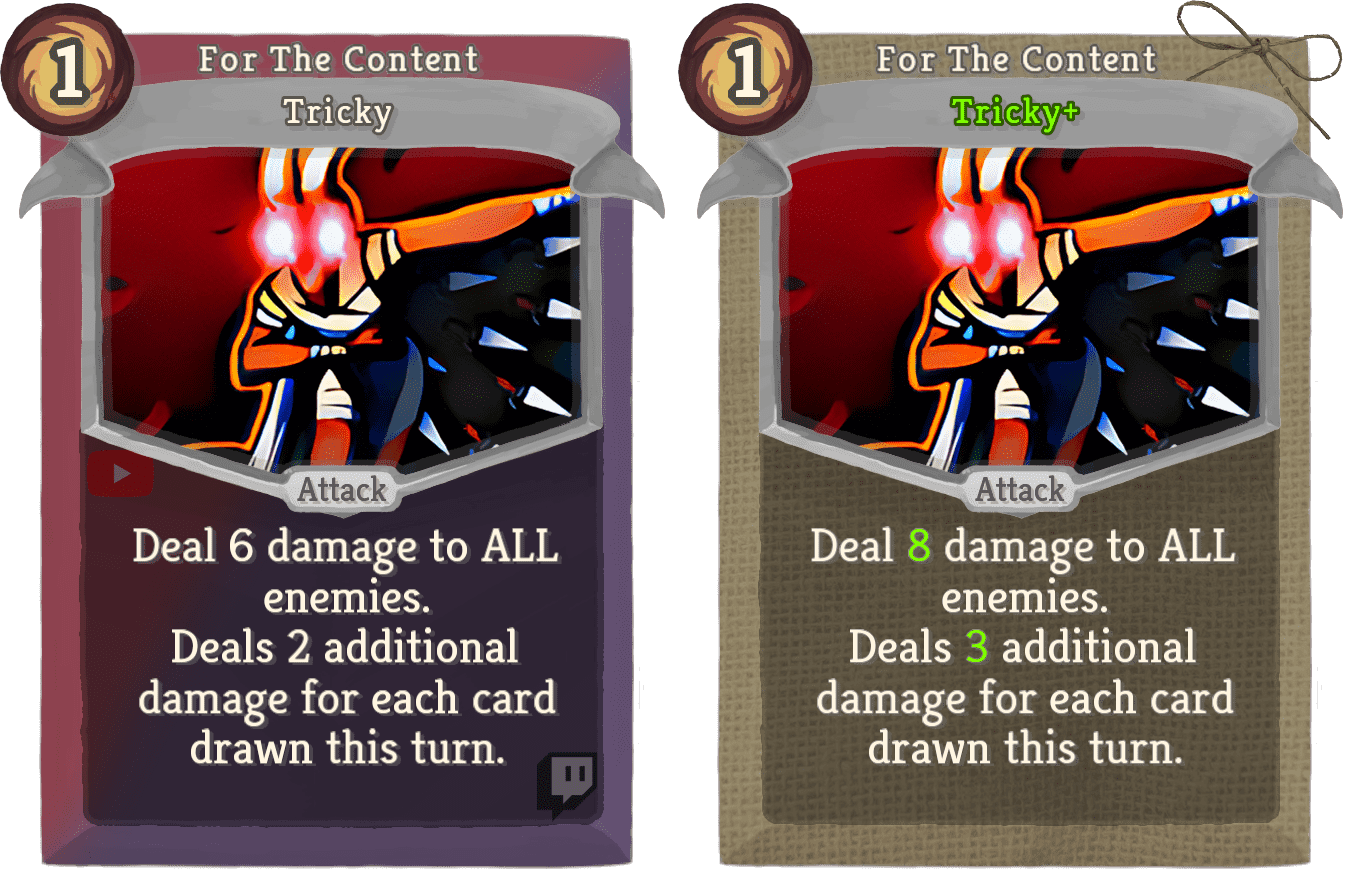 1
For The Content
Tricky
Attack
Deal 6 damage to ALL
enemies.
Deals 2 additional
damage for each card
drawn this turn.
1
For The Content
Tricky+
Attack
Deal 8 damage to ALL
enemies.
Deals 3 additional
damage for each card
drawn this turn.